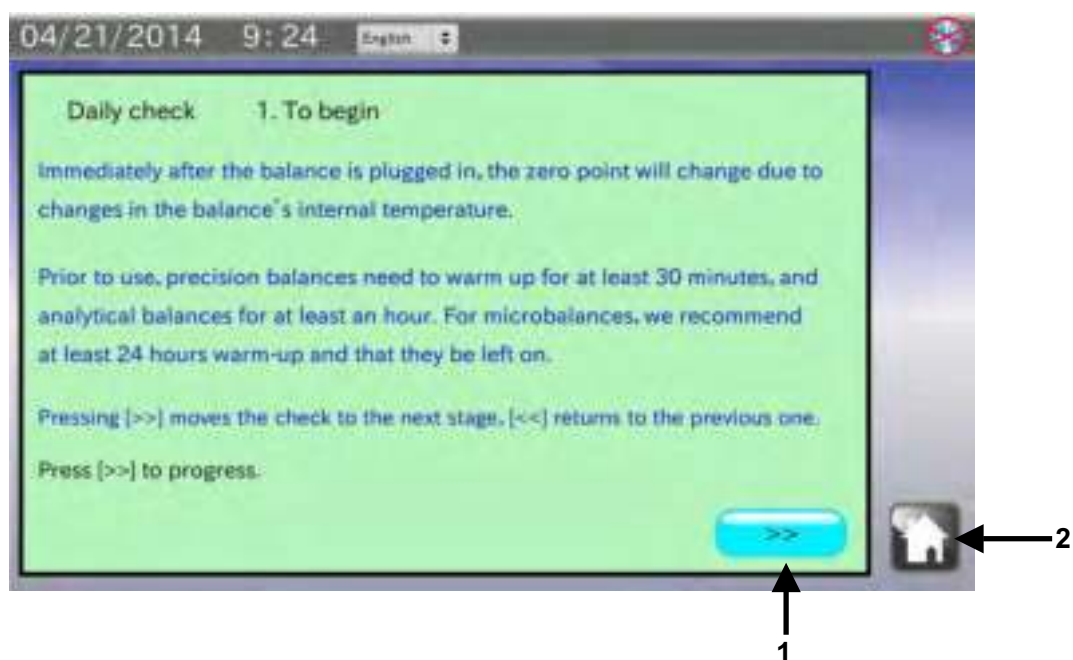 04/21/2014 9:24 English
Daily check 1. To begin
Immediately after the balance is plugged in, the zero point will change due to
changes in the balance's internal temperature.
Prior to use, precision balances need to warm up for at least 30 minutes, and
analytical balances for at least an hour. For microbalances, we recommend
at least 24 hours warm-up and that they be left on.
Pressing [>>] moves the check to the next stage, [<<] returns to the previous one.
Press [>>] to progress.
>>
2
1